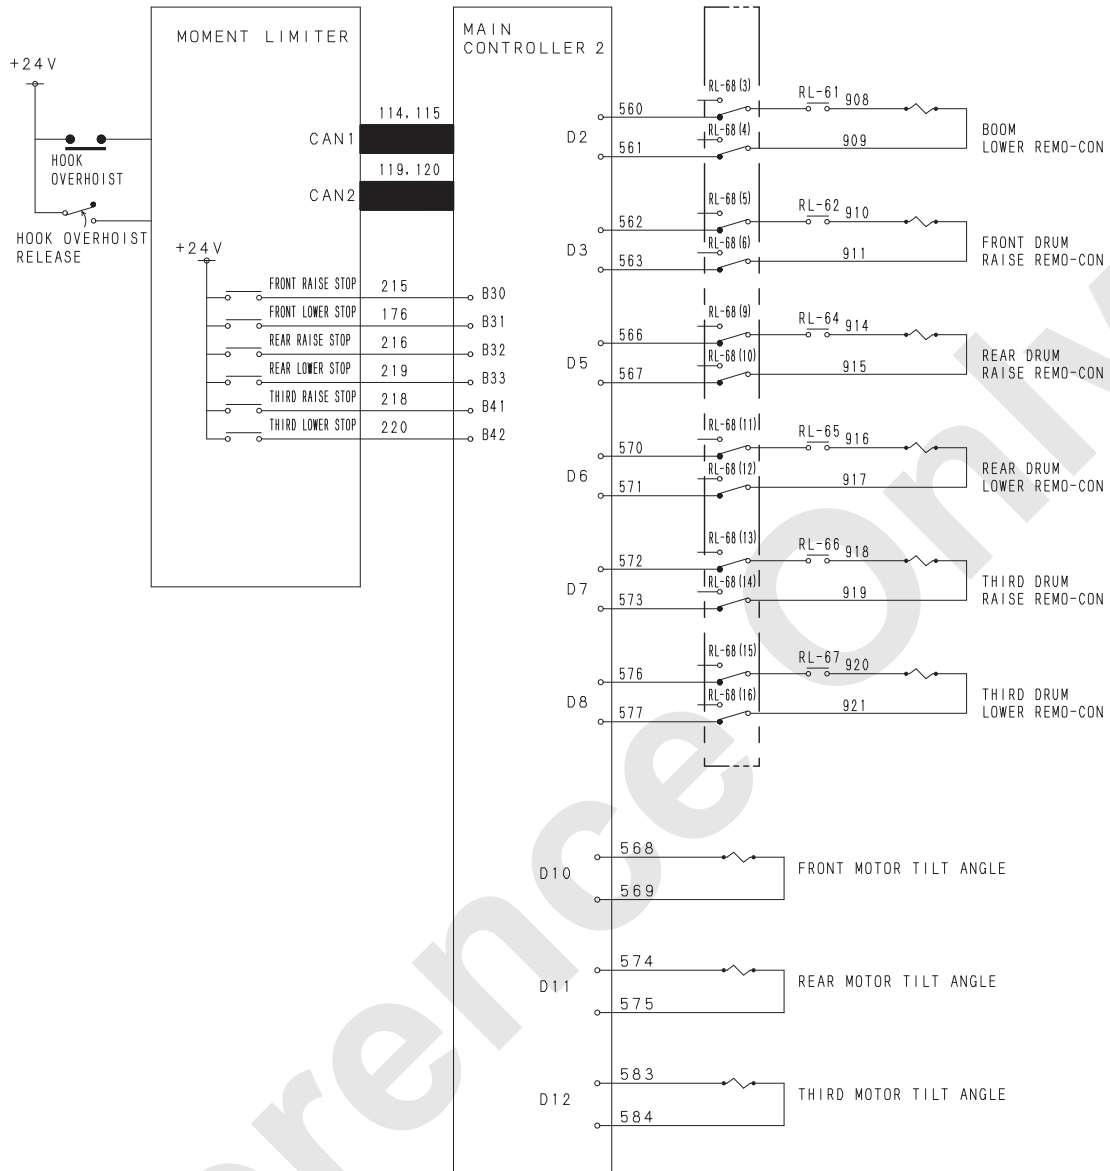 MOMENT LIMITER
MAIN
CONTROLLER 2
+24V
HOOK
OVERHOIST
HOOK OVERHOIST
RELEASE
CAN1
114, 115
CAN2
119, 120
+24V
FRONT RAISE STOP 215 B30
FRONT LOWER STOP 176 B31
REAR RAISE STOP 216 B32
REAR LOWER STOP 219 B33
THIRD RAISE STOP 218 B41
THIRD LOWER STOP 220 B42
D2
560 RL-68(3) RL-61 908
561 RL-68(4) 909
BOOM
LOWER REMO-CON
D3
562 RL-68(5) RL-62 910
563 RL-68(6) 911
FRONT DRUM
RAISE REMO-CON
D5
566 RL-68(9) RL-64 914
567 RL-68(10) 915
REAR DRUM
RAISE REMO-CON
D6
570 RL-68(11) RL-65 916
571 RL-68(12) 917
REAR DRUM
LOWER REMO-CON
D7
572 RL-68(13) RL-66 918
573 RL-68(14) 919
THIRD DRUM
RAISE REMO-CON
D8
576 RL-68(15) RL-67 920
577 RL-68(16) 921
THIRD DRUM
LOWER REMO-CON
D10
568
569
FRONT MOTOR TILT ANGLE
D11
574
575
REAR MOTOR TILT ANGLE
D12
583
584
THIRD MOTOR TILT ANGLE
erence Only